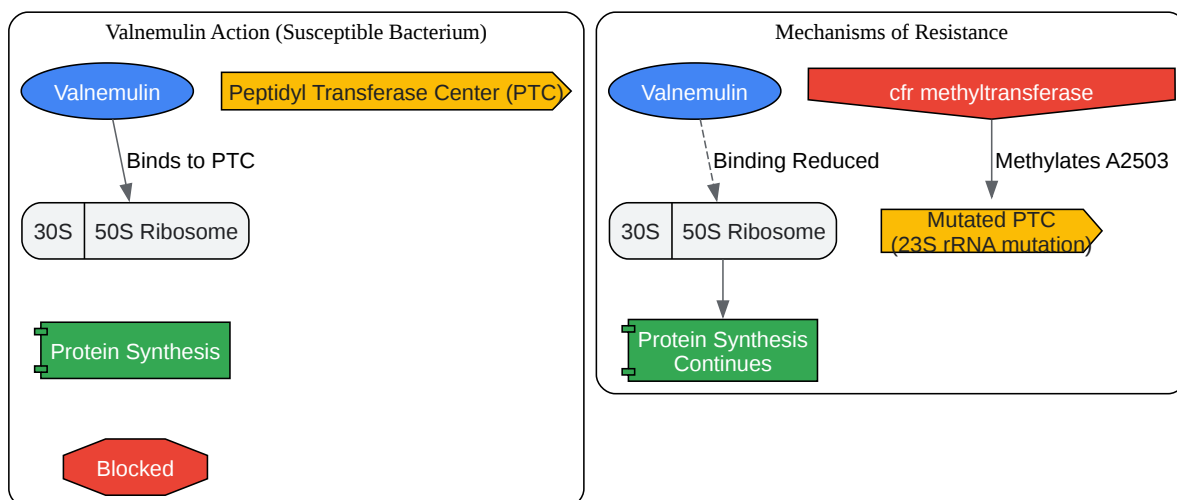 Valnemulin Action (Susceptible Bacterium)
Valnemulin
Peptidyl Transferase Center (PTC)
Binds to PTC
30S
50S Ribosome
Protein Synthesis
Blocked
Mechanisms of Resistance
Valnemulin
cfr methyltransferase
Binding Reduced
Methylates A2503
30S
50S Ribosome
Mutated PTC
(23S rRNA mutation)
Protein Synthesis
Continues